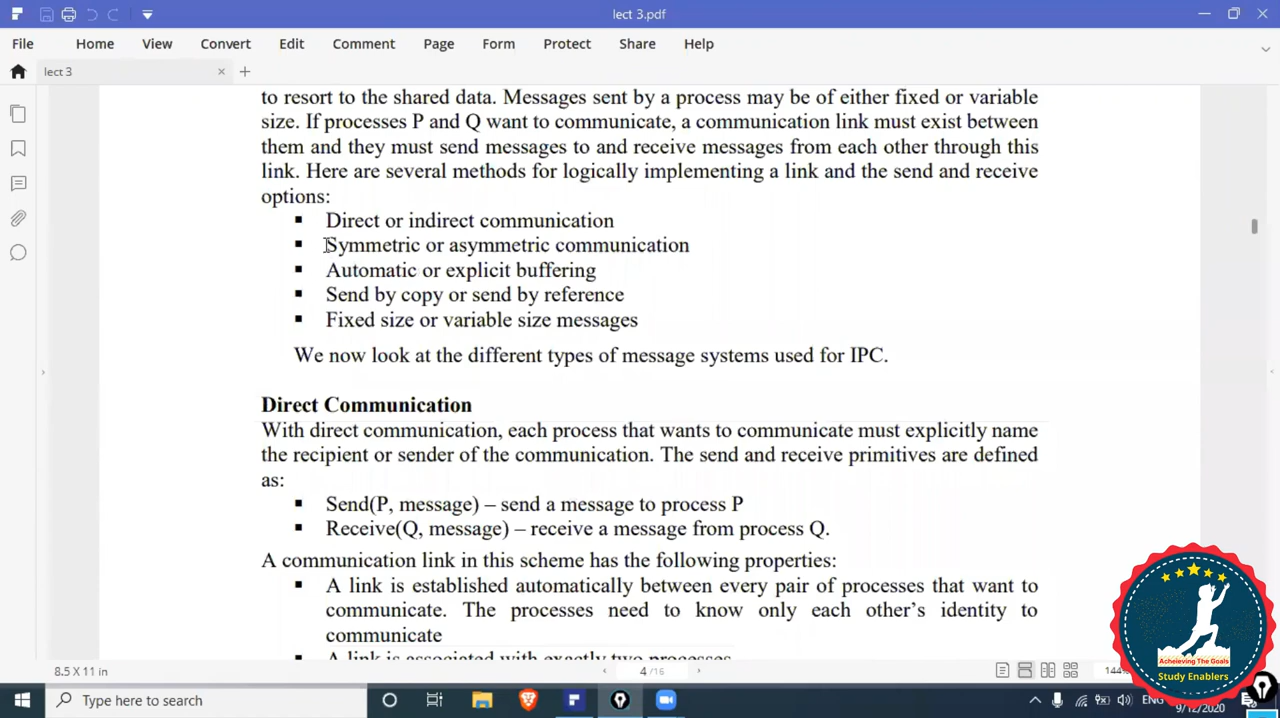 lect 3.pdf
File Home View Convert Edit Comment Page Form Protect Share Help
lect 3
to resort to the shared data. Messages sent by a process may be of either fixed or variable
size. If processes P and Q want to communicate, a communication link must exist between
them and they must send messages to and receive messages from each other through this
link. Here are several methods for logically implementing a link and the send and receive
options:
▪ Direct or indirect communication
▪ Symmetric or asymmetric communication
▪ Automatic or explicit buffering
▪ Send by copy or send by reference
▪ Fixed size or variable size messages
We now look at the different types of message systems used for IPC.
Direct Communication
With direct communication, each process that wants to communicate must explicitly name
the recipient or sender of the communication. The send and receive primitives are defined
as:
▪ Send(P, message) – send a message to process P
▪ Receive(Q, message) – receive a message from process Q.
A communication link in this scheme has the following properties:
▪ A link is established automatically between every pair of processes that want to
communicate. The processes need to know only each other’s identity to
communicate
▪ A link is associated with exactly two processes
Acheieving The Goals
Study Enablers
8.5 X 11 in
4 /16
144%
Type here to search
ENG
9/12/2020